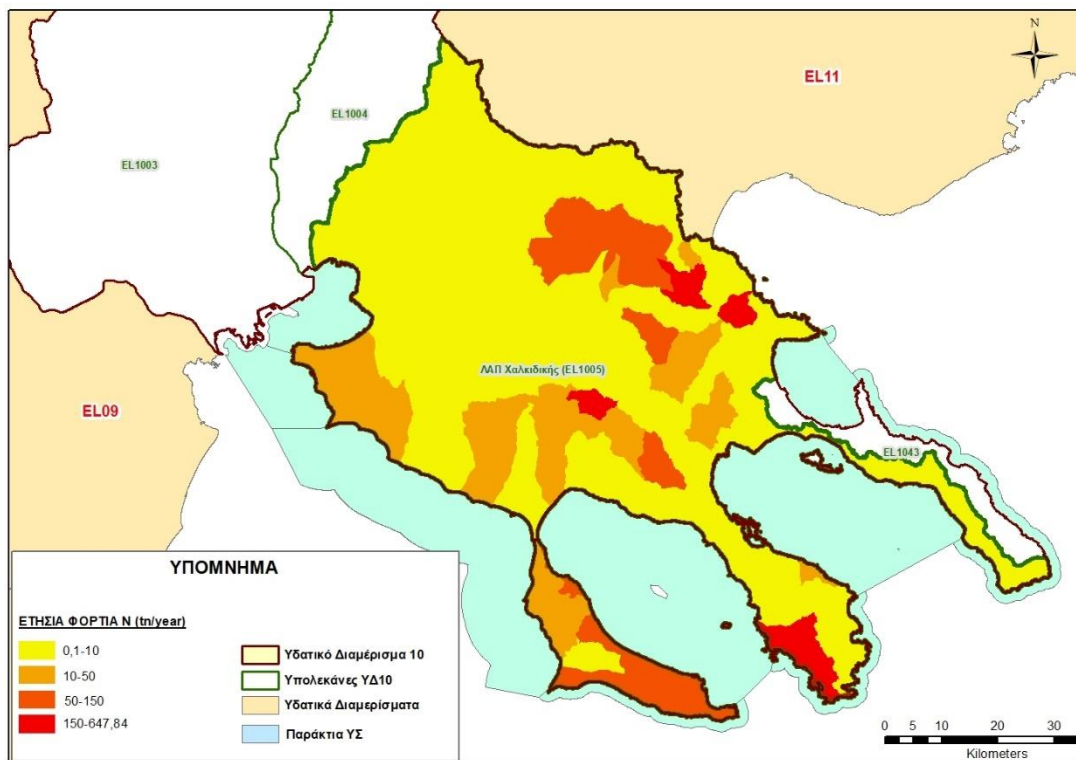 N
EL11
EL1004
EL1003
ΛΑΠ Χαλκιδικής (EL1005)
EL09
EL1043
ΥΠΟΜΝΗΜΑ
ΕΤΗΣΙΑ ΦΟΡΤΙΑ Ν (tn/year)
0,1-10
10-50
50-150
150-647,84
Υδατικό Διαμέρισμα 10
Υπολεκάνες ΥΔ10
Υδατικά Διαμερίσματα
Παράκτια ΥΣ
0 5 10 20 30
Kilometers